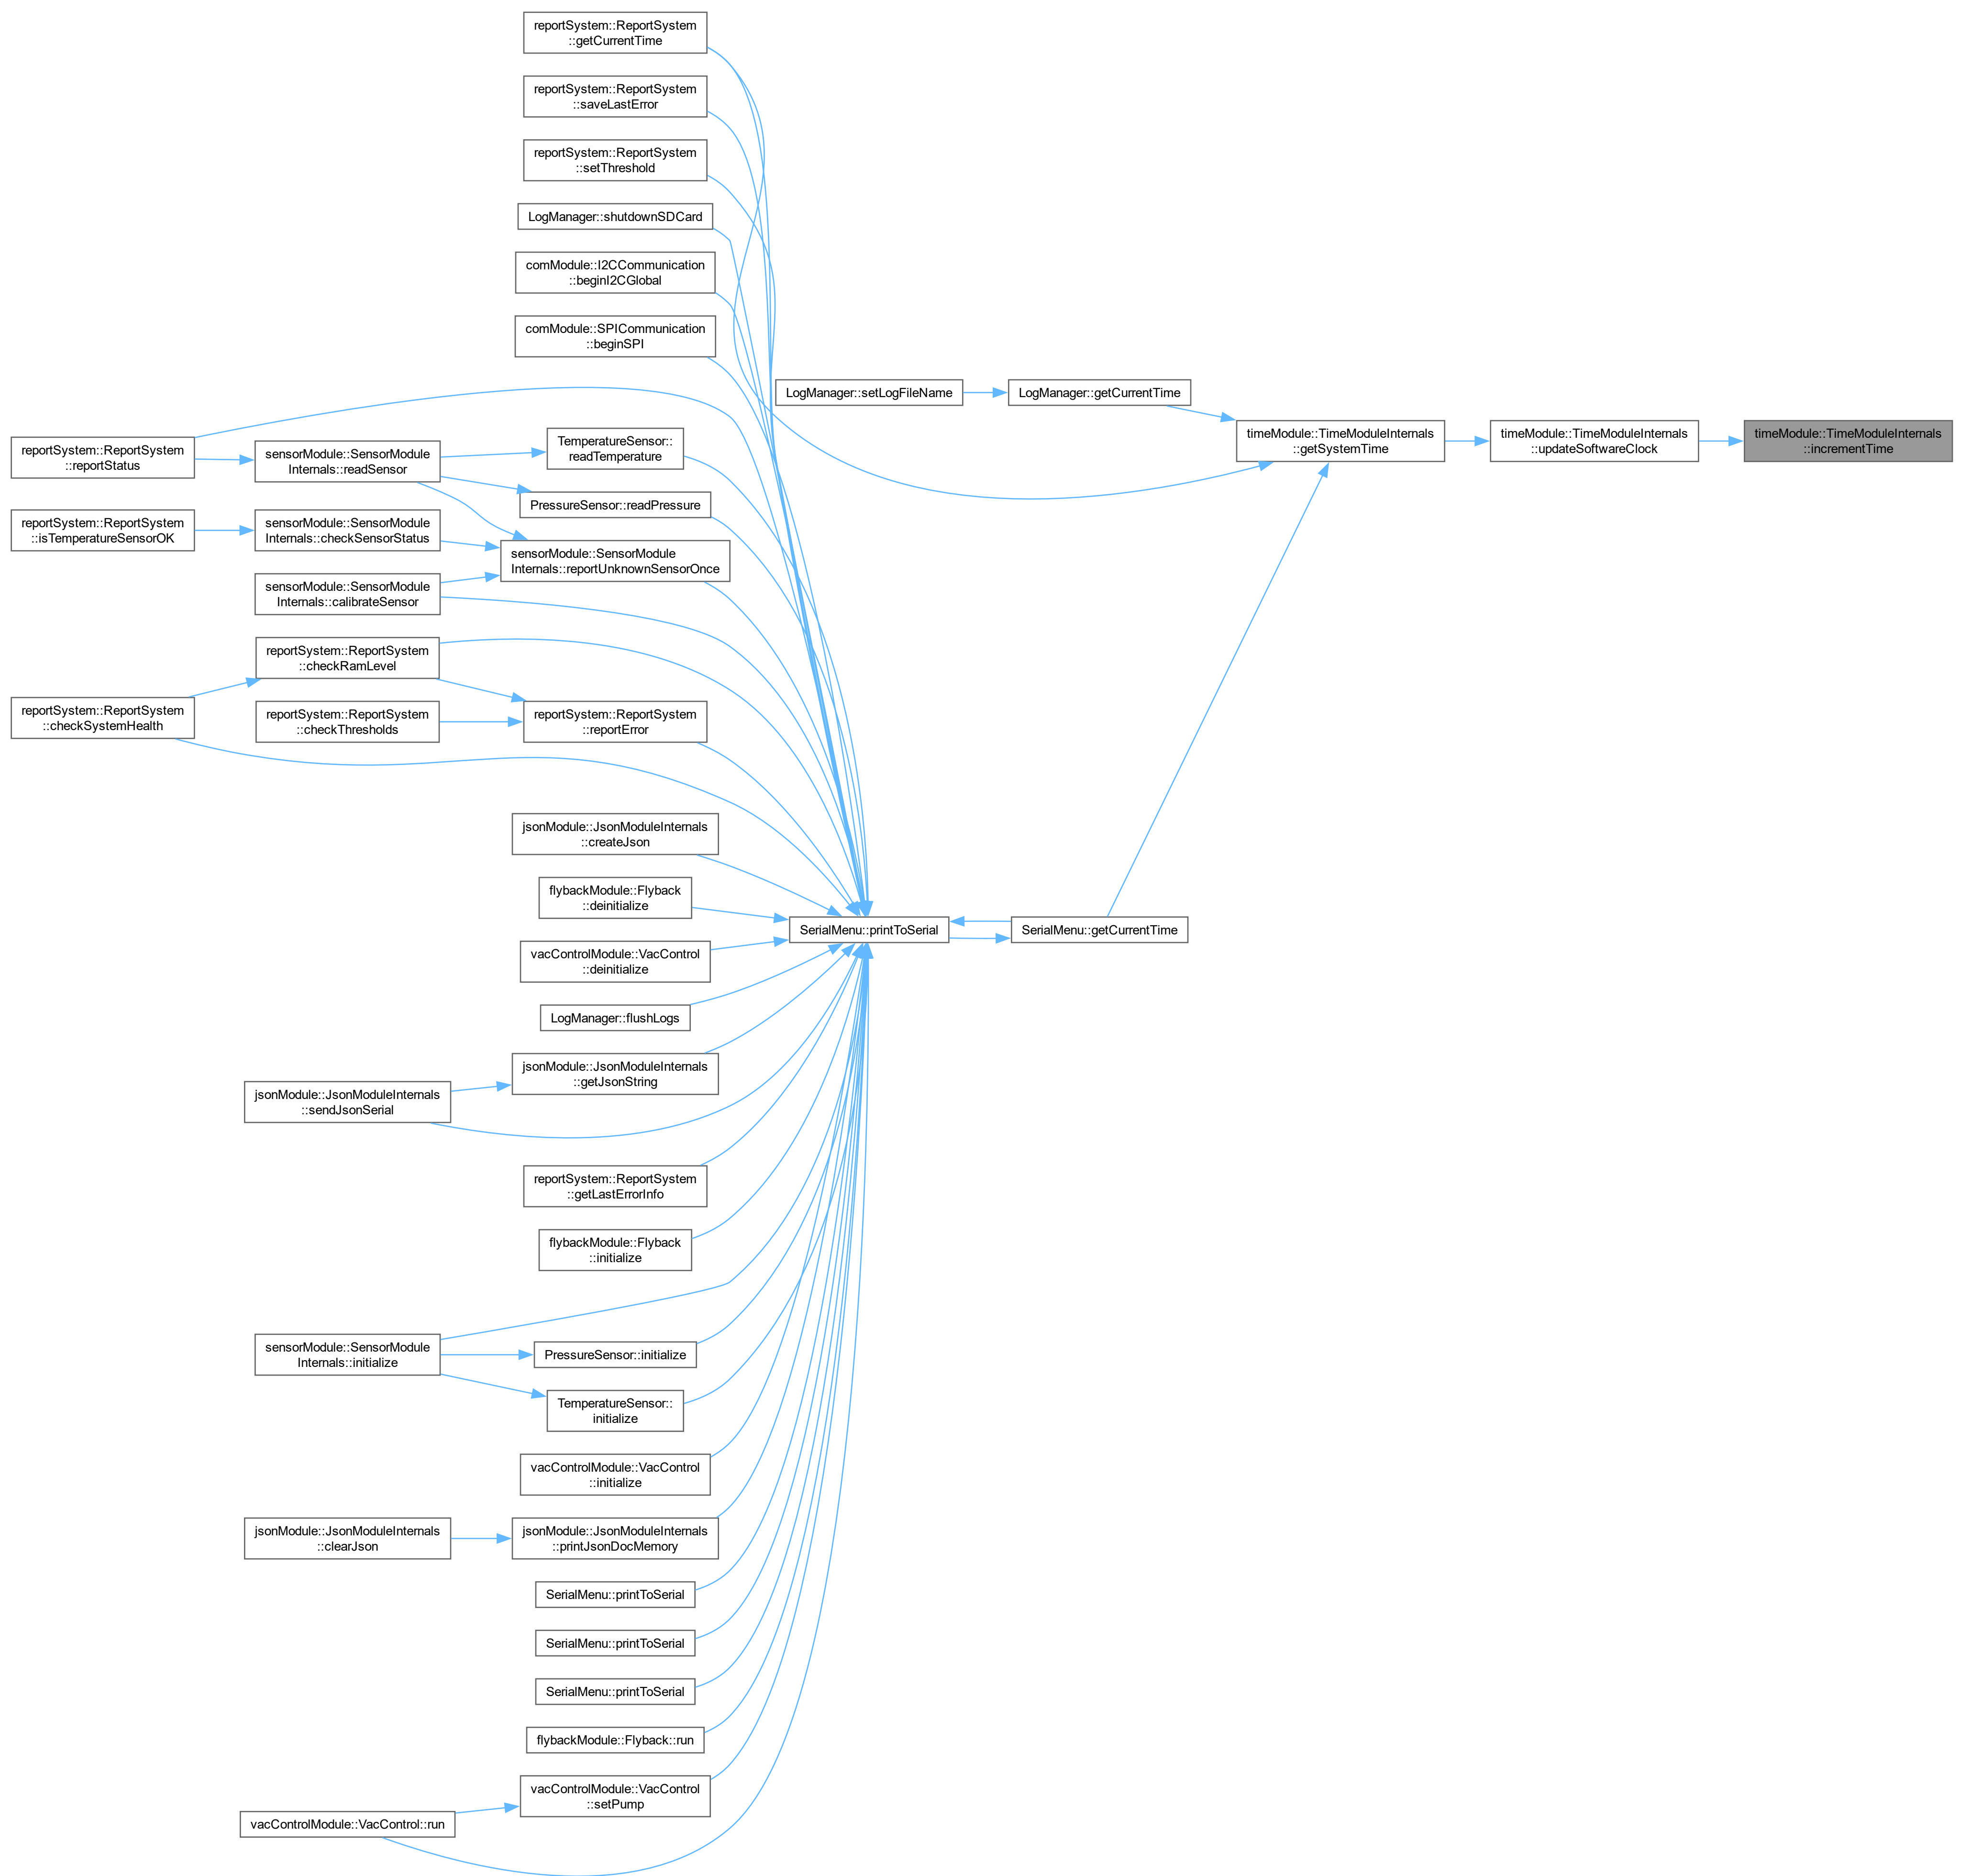 reportSystem::ReportSystem
::getCurrentTime
reportSystem::ReportSystem
::saveLastError
reportSystem::ReportSystem
::setThreshold
LogManager::shutdownSDCard
comModule::I2CCommunication
::beginI2CGlobal
comModule::SPICommunication
::beginSPI
LogManager::setLogFileName
LogManager::getCurrentTime
timeModule::TimeModuleInternals
::getSystemTime
timeModule::TimeModuleInternals
::updateSoftwareClock
timeModule::TimeModuleInternals
::incrementTime
reportSystem::ReportSystem
::reportStatus
sensorModule::SensorModule
Internals::readSensor
TemperatureSensor::
readTemperature
PressureSensor::readPressure
reportSystem::ReportSystem
::isTemperatureSensorOK
sensorModule::SensorModule
Internals::checkSensorStatus
sensorModule::SensorModule
Internals::reportUnknownSensorOnce
sensorModule::SensorModule
Internals::calibrateSensor
reportSystem::ReportSystem
::checkRamLevel
reportSystem::ReportSystem
::checkSystemHealth
reportSystem::ReportSystem
::checkThresholds
reportSystem::ReportSystem
::reportError
jsonModule::JsonModuleInternals
::createJson
flybackModule::Flyback
::deinitialize
SerialMenu::printToSerial
SerialMenu::getCurrentTime
vacControlModule::VacControl
::deinitialize
LogManager::flushLogs
jsonModule::JsonModuleInternals
::getJsonString
jsonModule::JsonModuleInternals
::sendJsonSerial
reportSystem::ReportSystem
::getLastErrorInfo
flybackModule::Flyback
::initialize
sensorModule::SensorModule
Internals::initialize
PressureSensor::initialize
TemperatureSensor::
initialize
vacControlModule::VacControl
::initialize
jsonModule::JsonModuleInternals
::clearJson
jsonModule::JsonModuleInternals
::printJsonDocMemory
SerialMenu::printToSerial
SerialMenu::printToSerial
SerialMenu::printToSerial
flybackModule::Flyback::run
vacControlModule::VacControl
::setPump
vacControlModule::VacControl::run